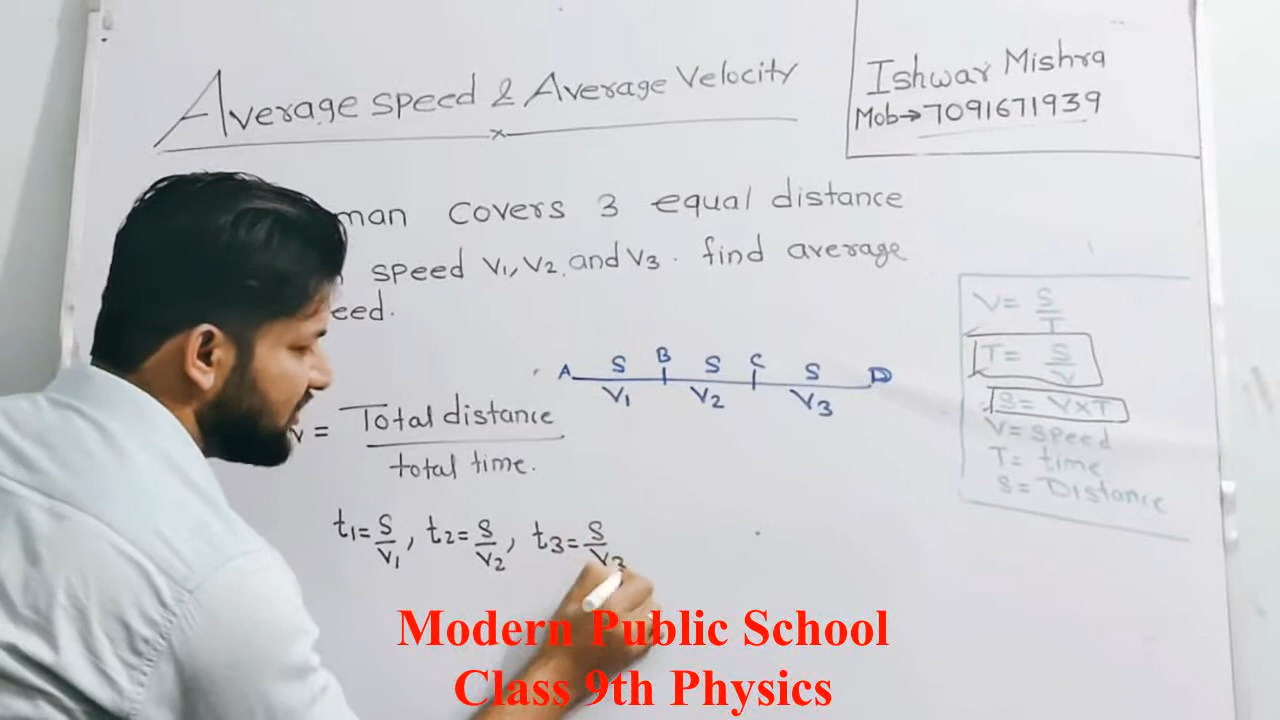 Average speed & Average Velocity
Ishwar Mishra
Mob→7091671939
man covers 3 equal distance
speed V1, V2 and V3. find average
eed.
A S B S C S D
V1 V2 V3
V = Total distance
total time.
t1 = S/V1, t2 = S/V2, t3 = S/V3
V = S/T
T = S/V
S = V×T
V = speed
T = time
S = Distance
Modern Public School
Class 9th Physics